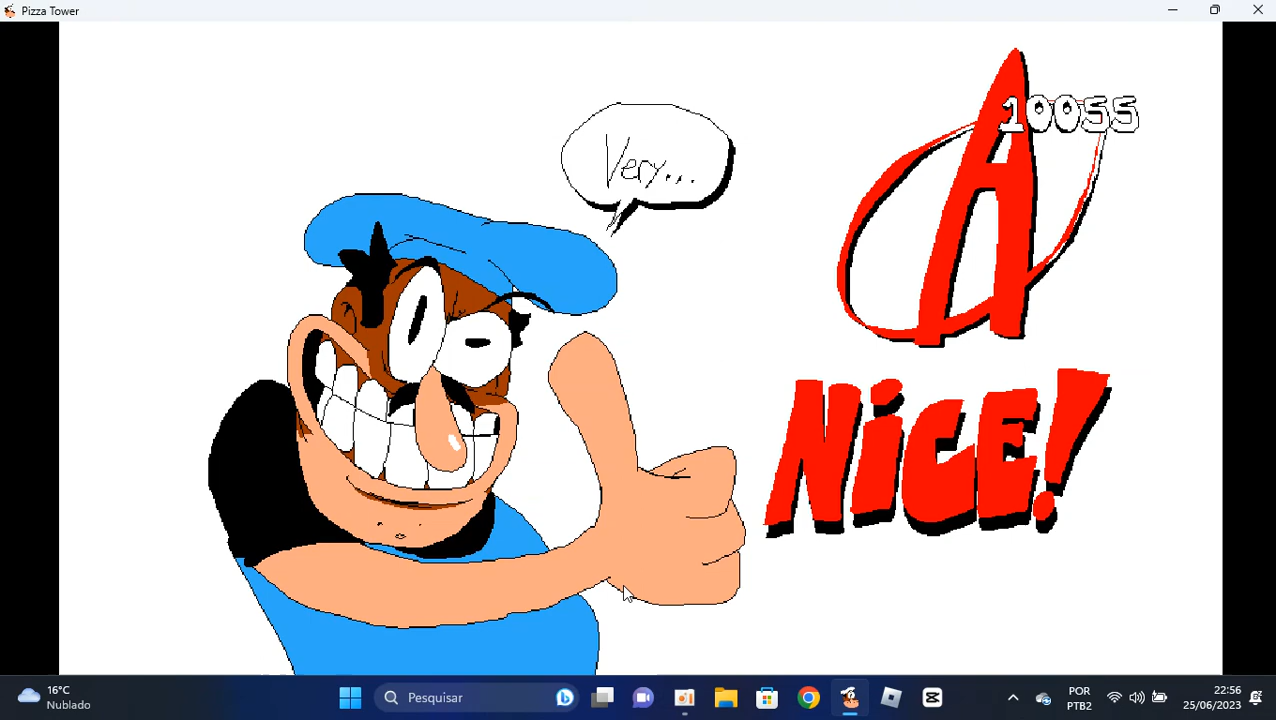 Pizza Tower
Very...
A
10055
NiCE!
16°C
Nublado
Pesquisar
POR
PTB2
22:56
25/06/2023